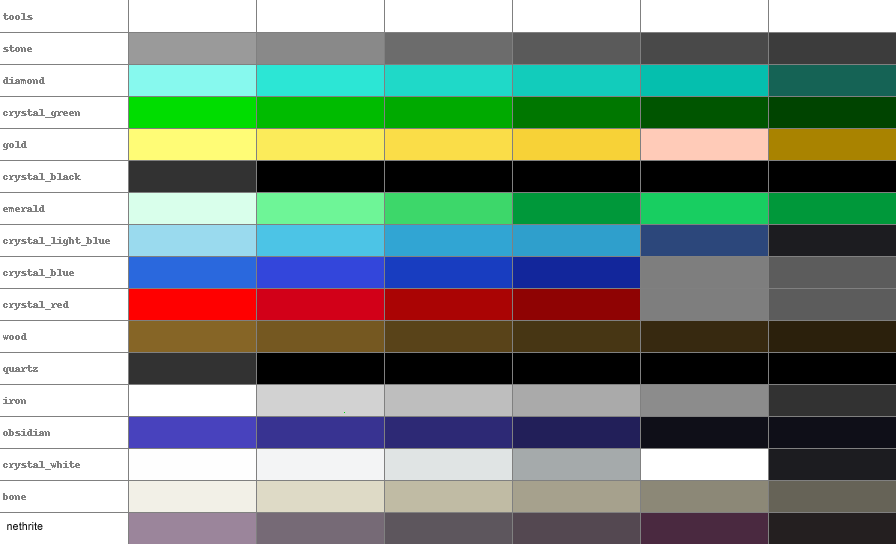 tools
stone
diamond
crystal_green
gold
crystal_black
emerald
crystal_light_blue
crystal_blue
crystal_red
wood
quartz
iron
obsidian
crystal_white
bone
nethrite